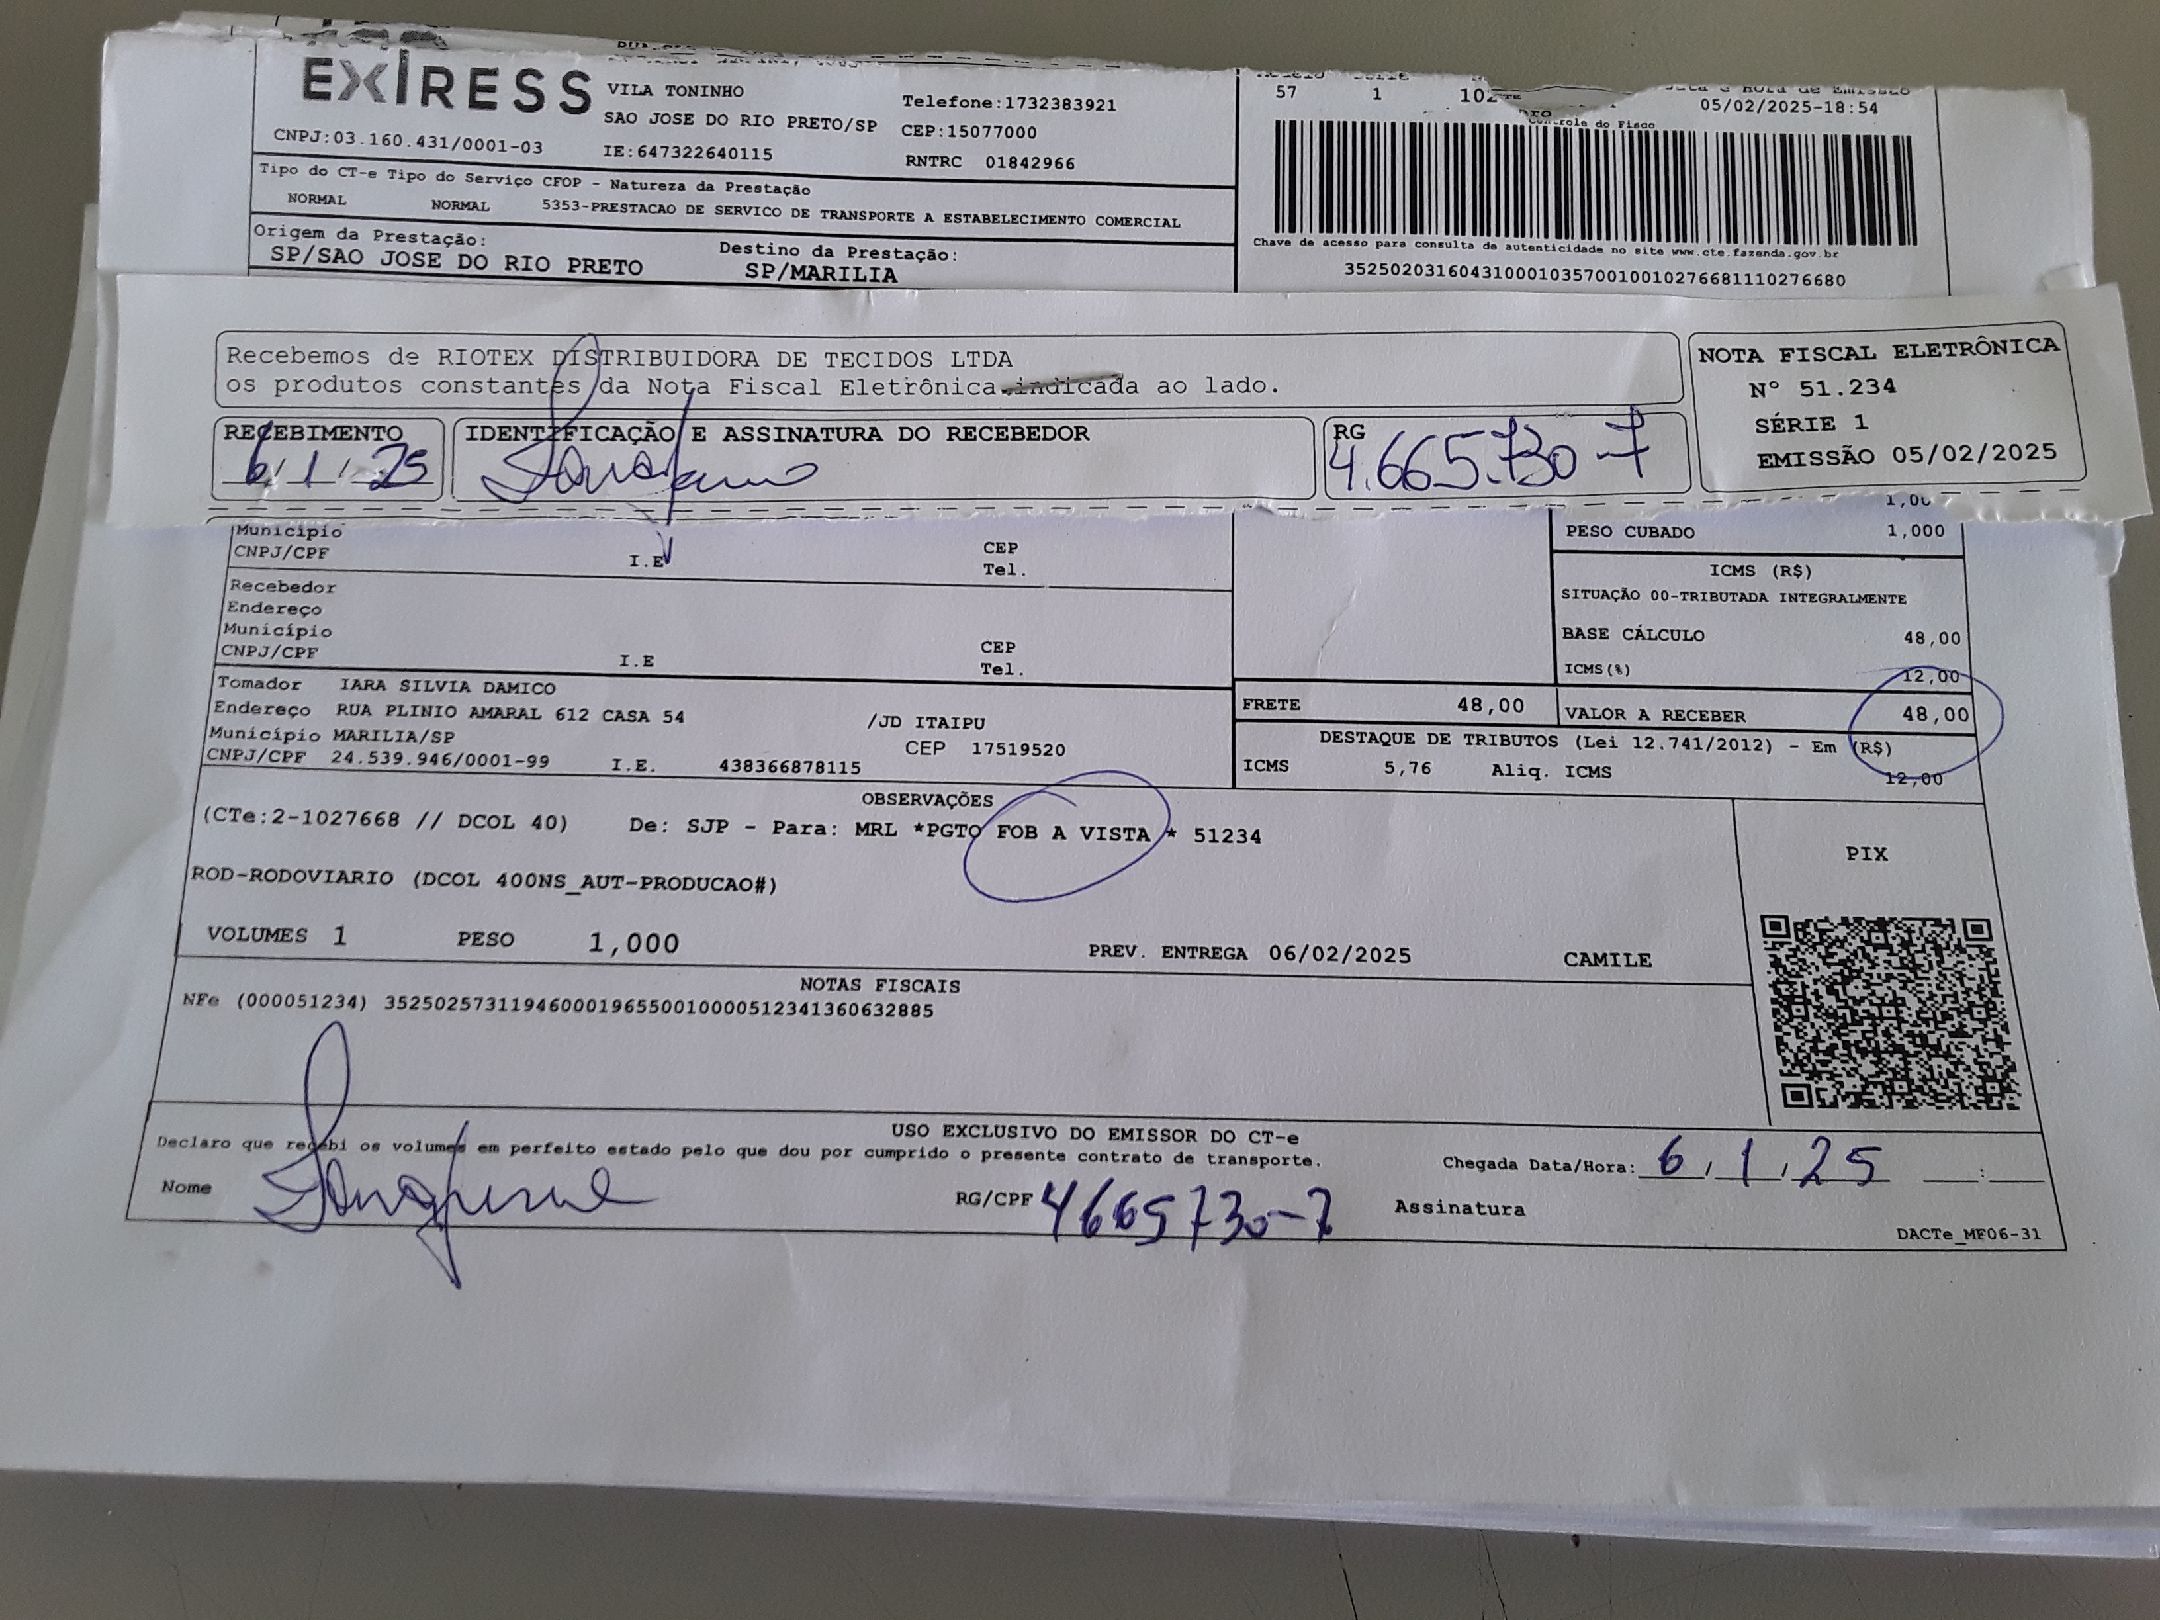 EXPRESS
VILA TONINHO
SAO JOSE DO RIO PRETO/SP
Telefone:1732383921
CEP:15077000
CNPJ:03.160.431/0001-03
IE:647322640115
RNTRC 01842966
57 1 05/02/2025-18:54
Controle do Fisco
Tipo do CT-e Tipo do Serviço CFOP - Natureza da Prestação
NORMAL NORMAL 5353-PRESTACAO DE SERVICO DE TRANSPORTE A ESTABELECIMENTO COMERCIAL
Origem da Prestação: Destino da Prestação:
SP/SAO JOSE DO RIO PRETO SP/MARILIA
Chave de acesso para consulta de autenticidade no site www.cte.fazenda.gov.br
35250203160431000103570010010276681110276680
Recebemos de RIOTEX DISTRIBUIDORA DE TECIDOS LTDA
os produtos constantes da Nota Fiscal Eletrônica indicada ao lado.
NOTA FISCAL ELETRÔNICA
Nº 51.234
SÉRIE 1
EMISSÃO 05/02/2025
RECEBIMENTO IDENTIFICAÇÃO E ASSINATURA DO RECEBEDOR RG
6/1/25 4.665.730-7
Município CEP
CNPJ/CPF I.E Tel.
Recebedor
Endereço
Município CEP
CNPJ/CPF I.E Tel.
PESO CUBADO 1,000
ICMS (R$)
SITUAÇÃO 00-TRIBUTADA INTEGRALMENTE
BASE CÁLCULO 48,00
ICMS(%) 12,00
Tomador IARA SILVIA DAMICO
Endereço RUA PLINIO AMARAL 612 CASA 54 /JD ITAIPU
Município MARILIA/SP CEP 17519520
CNPJ/CPF 24.539.946/0001-99 I.E. 438366878115
FRETE 48,00 VALOR A RECEBER 48,00
DESTAQUE DE TRIBUTOS (Lei 12.741/2012) - Em (R$)
ICMS 5,76 Aliq. ICMS 12,00
OBSERVAÇÕES
(CTe:2-1027668 // DCOL 40) De: SJP - Para: MRL *PGTO FOB A VISTA * 51234
ROD-RODOVIARIO (DCOL 400NS_AUT-PRODUCAO#)
PIX
VOLUMES 1 PESO 1,000 PREV. ENTREGA 06/02/2025 CAMILE
NOTAS FISCAIS
NFe (000051234) 35250257311946000196550010000512341360632885
USO EXCLUSIVO DO EMISSOR DO CT-e
Declaro que recebi os volumes em perfeito estado pelo que dou por cumprido o presente contrato de transporte.
Chegada Data/Hora: 6/1/25 __:__
Nome RG/CPF 4665730-7 Assinatura
DACTe_MF06-31